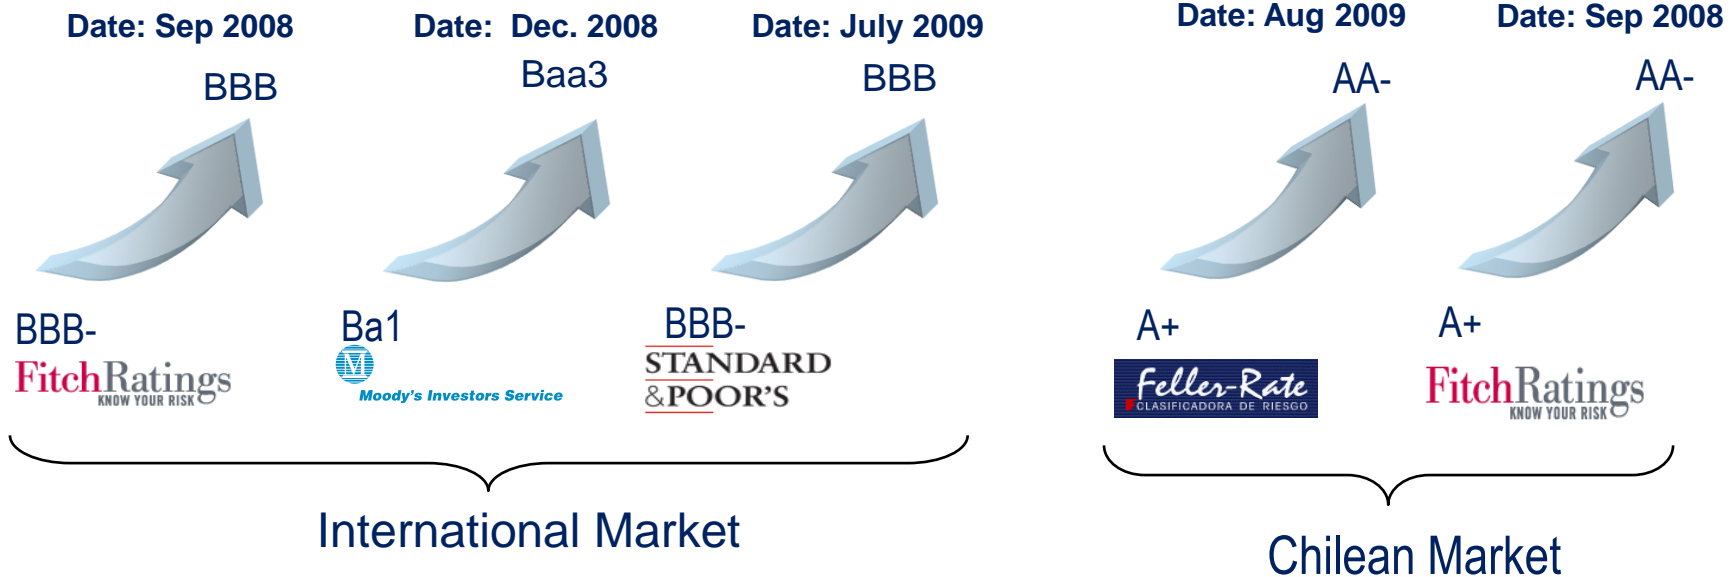 Date: Sep 2008
Date: Dec. 2008
Date: July 2009
Date: Aug 2009
Date: Sep 2008
BBB
Baa3
BBB
AA-
AA-
BBB-
Ba1
BBB-
A+
A+
FitchRatings
KNOW YOUR RISK
M
Moody's Investors Service
STANDARD
&POOR'S
Feller-Rate
CLASIFICADORA DE RIESGO
FitchRatings
KNOW YOUR RISK
International Market
Chilean Market